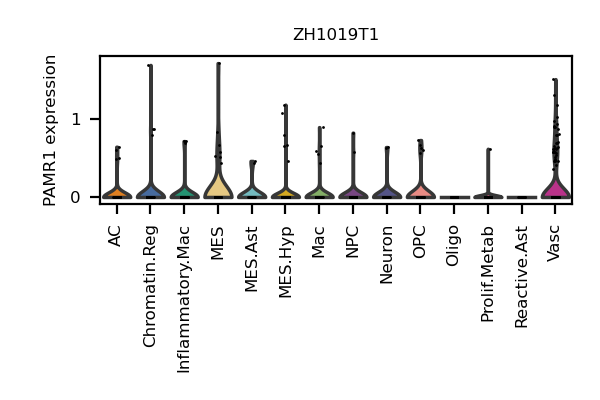 ZH1019T1
PAMR1 expression
1
0
AC
Chromatin.Reg
Inflammatory.Mac
MES
MES.Ast
MES.Hyp
Mac
NPC
Neuron
OPC
Oligo
Prolif.Metab
Reactive.Ast
Vasc